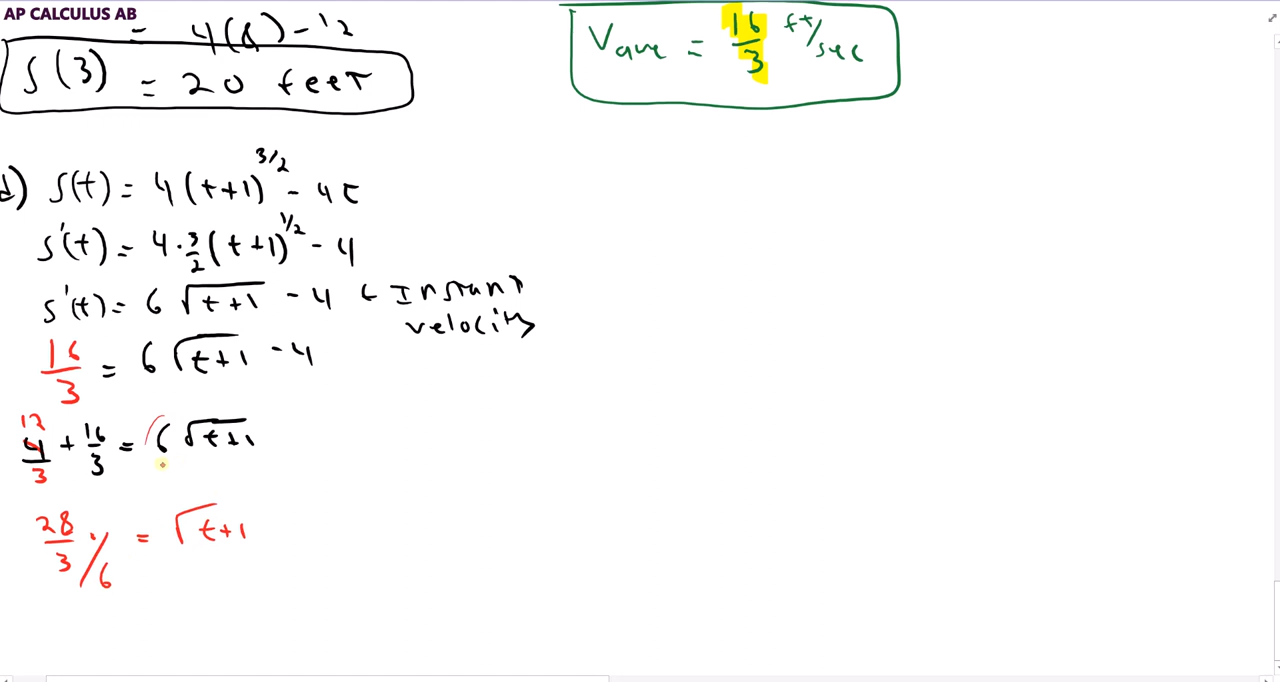 AP CALCULUS AB
= 4(8) - 12
S(3) = 20 feet
Vave = 16/3 ft/sec
d) S(t) = 4(t+1)^3/2 - 4t
S'(t) = 4 · 3/2 (t+1)^1/2 - 4
s'(t) = 6 √t+1 - 4 ← Instant velocity
16/3 = 6 √t+1 - 4
12/3 + 16/3 = 6 √t+1
28/3 / 6 = √t+1